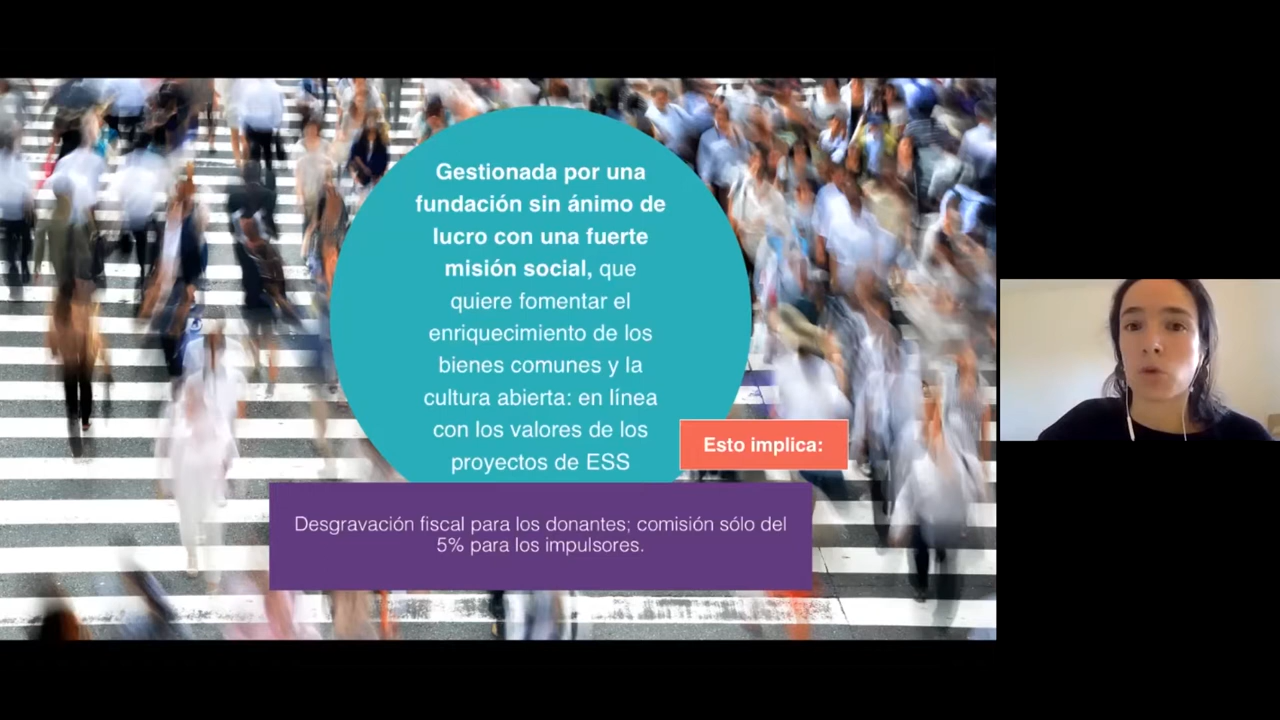 Gestionada por una
fundación sin ánimo de
lucro con una fuerte
misión social, que
quiere fomentar el
enriquecimiento de los
bienes comunes y la
cultura abierta: en línea
con los valores de los
proyectos de ESS
Esto implica:
Desgravación fiscal para los donantes; comisión sólo del
5% para los impulsores.